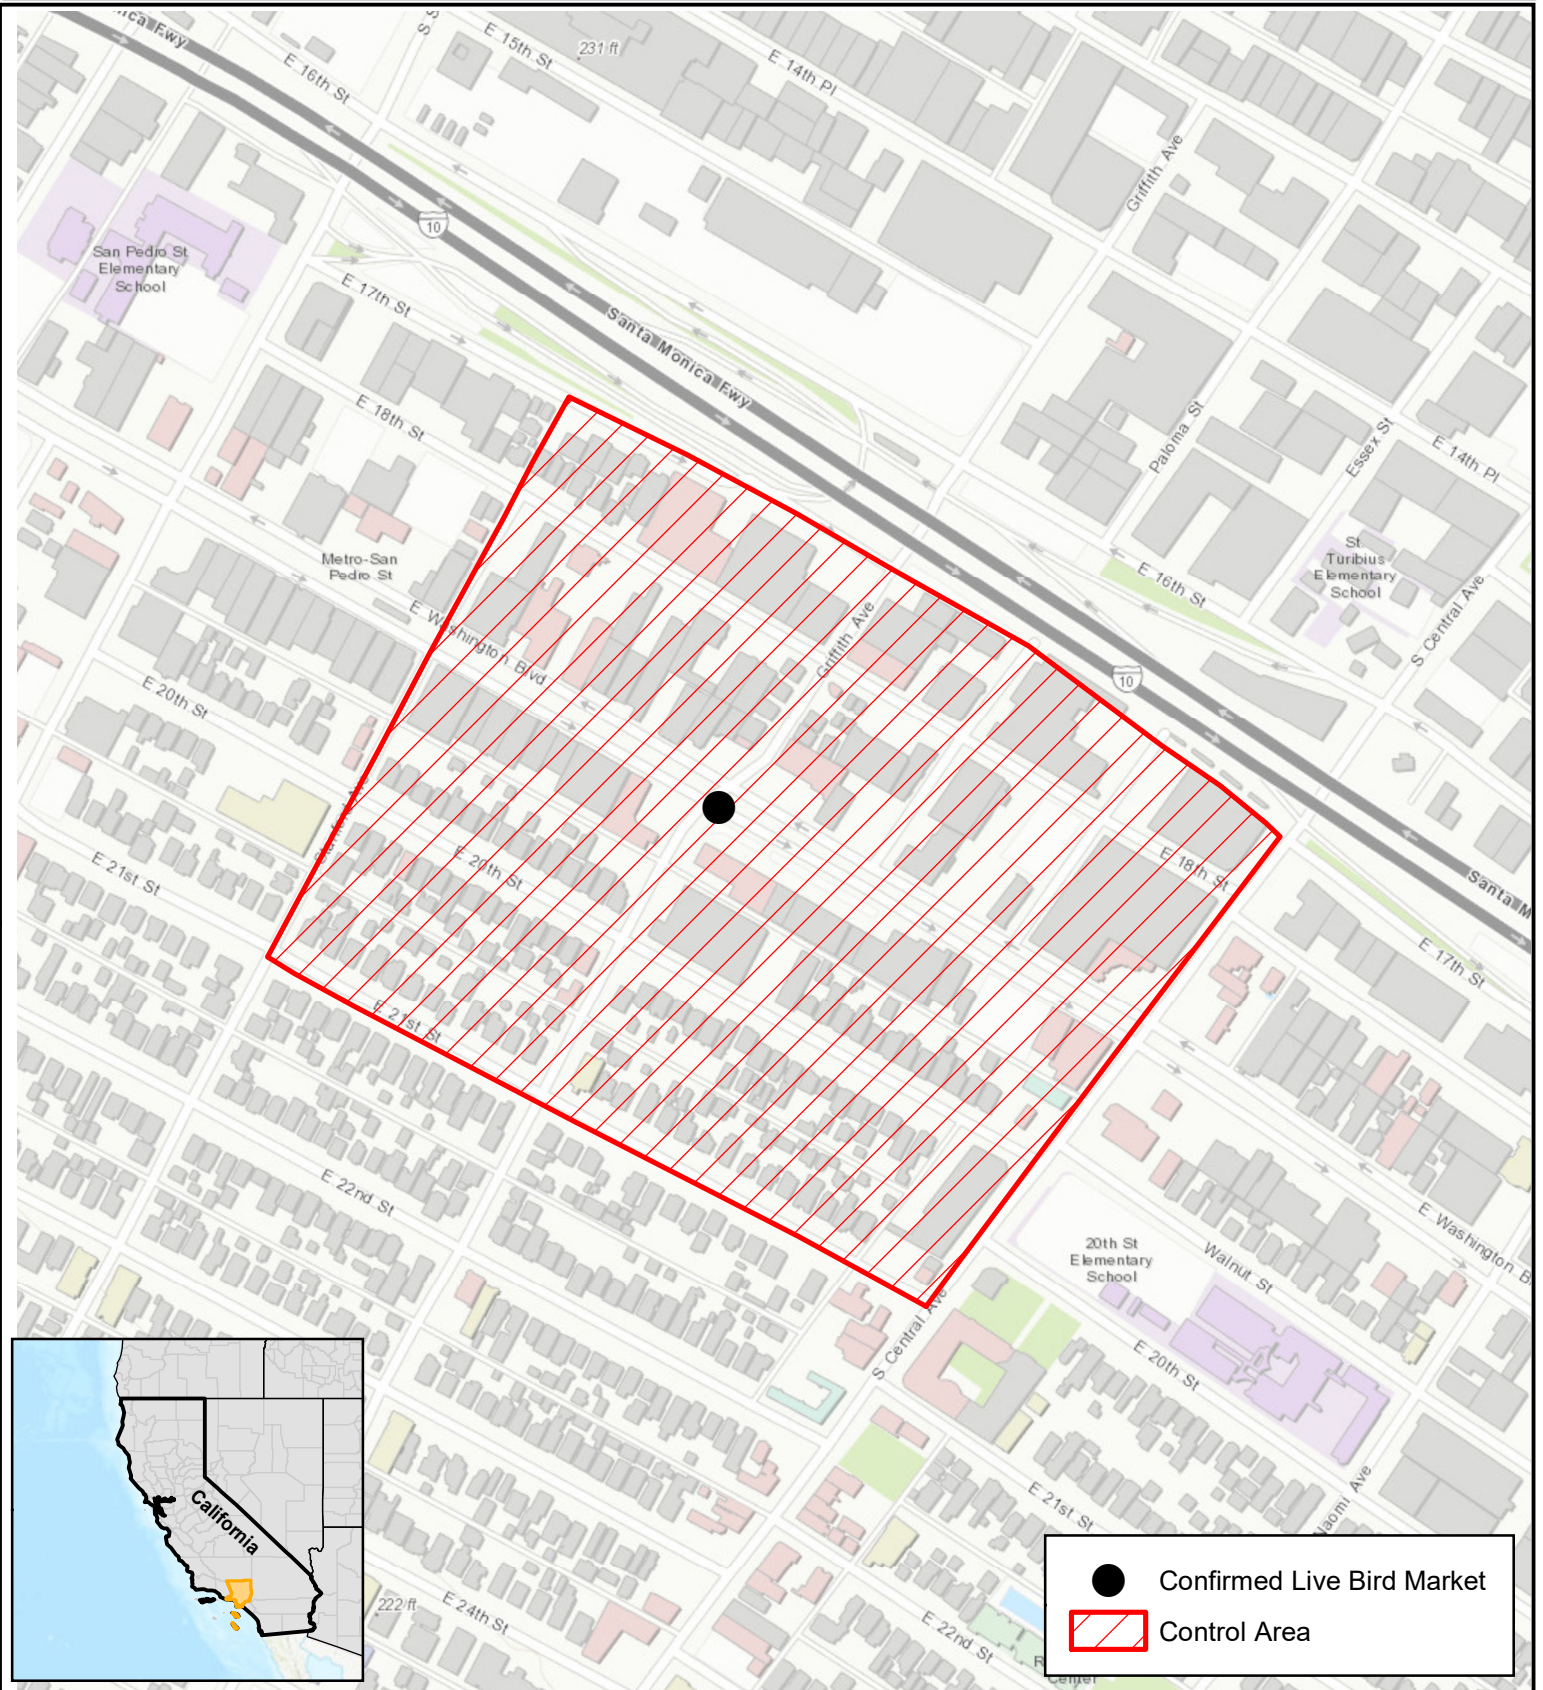 ica Fwy
S S
E 15th St
231 ft
E 14th Pl
E 16th St
Griffith Ave
10
San Pedro St
Elementary
School
E 17th St
Santa Monica Fwy
E 18th St
Paloma St
Essex St
E 14th Pl
Metro-San
Pedro St
St
Turibius
Elementary
School
E 16th St
S Central Ave
E Washington Blvd
Griffith Ave
10
E 20th St
E 21st St
E 20th St
E 18th St
Santa M
E 17th St
E 21st St
E 22nd St
20th St
Elementary
School
Walnut St
E Washington B
S Central Ave
E 20th St
E 21st St
Naomi Ave
California
222 ft
E 24th St
E 22nd St
R
Center
Confirmed Live Bird Market
Control Area